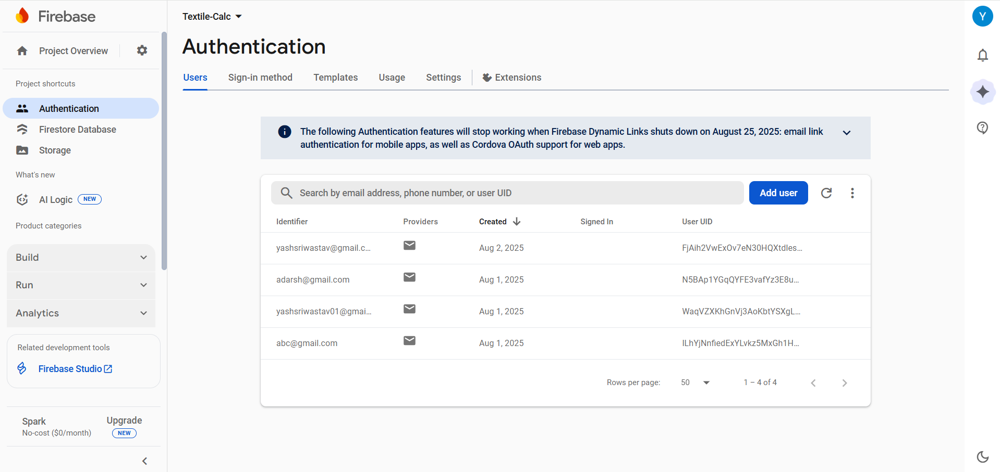 Firebase
Project Overview
Project shortcuts
Authentication
Firestore Database
Storage
What's new
AI Logic NEW
Product categories
Build
Run
Analytics
Related development tools
Firebase Studio
Spark
No-cost ($0/month)
Upgrade
NEW
Textile-Calc
Authentication
Users Sign-in method Templates Usage Settings Extensions
The following Authentication features will stop working when Firebase Dynamic Links shuts down on August 25, 2025: email link
authentication for mobile apps, as well as Cordova OAuth support for web apps.
Search by email address, phone number, or user UID Add user
Identifier Providers Created Signed In User UID
yashsriwastav@gmail.c... Aug 2, 2025 FjAih2VwExOv7eN30HQXtdles...
adarsh@gmail.com Aug 1, 2025 N5BAp1YGqQYFE3vafYz3E8u...
yashsriwastav01@gmai... Aug 1, 2025 WaqVZXKhGnVj3AoKbtYSXgL...
abc@gmail.com Aug 1, 2025 ILhYjNnfiedExYLvkz5MxGh1H...
Rows per page: 50 1 – 4 of 4
Y